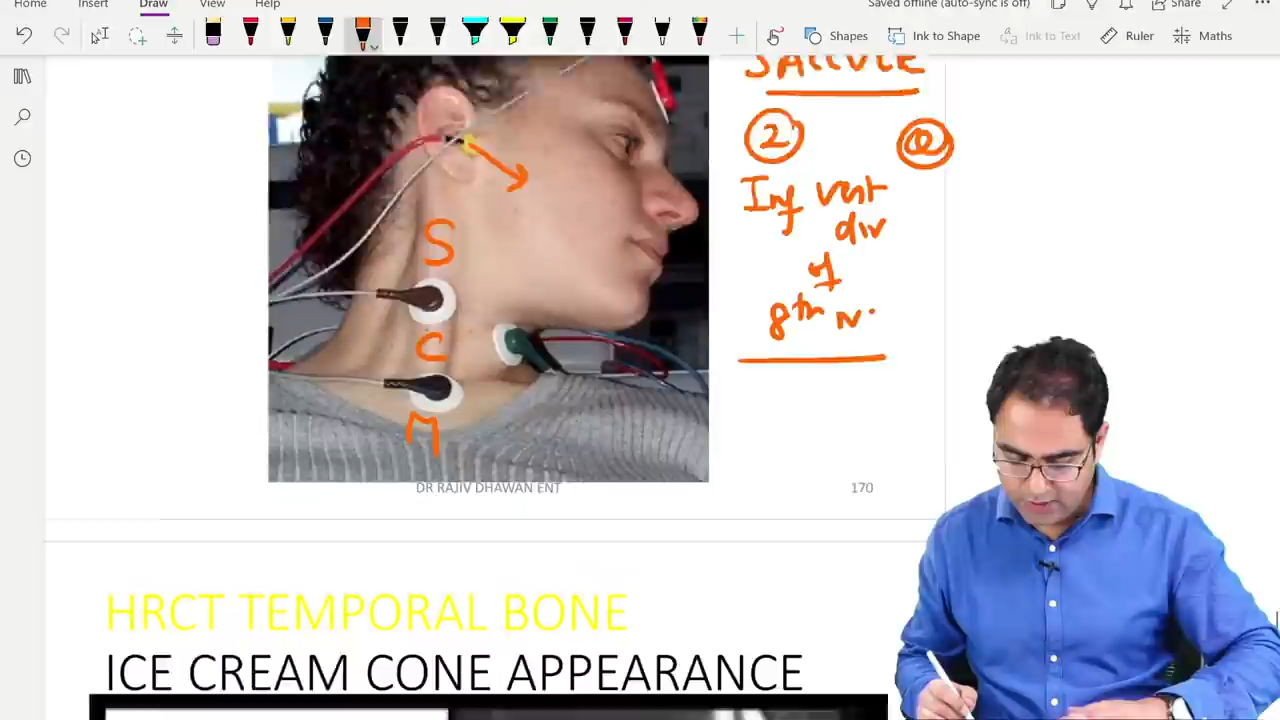 Home Insert Draw View Help Saved offline (auto-sync is off) Share
Shapes Ink to Shape Ink to Text Ruler Maths
SACCULE
2
Inf vest
div
of
8th N.
S
C
M
DR RAJIV DHAWAN ENT 170
HRCT TEMPORAL BONE
ICE CREAM CONE APPEARANCE